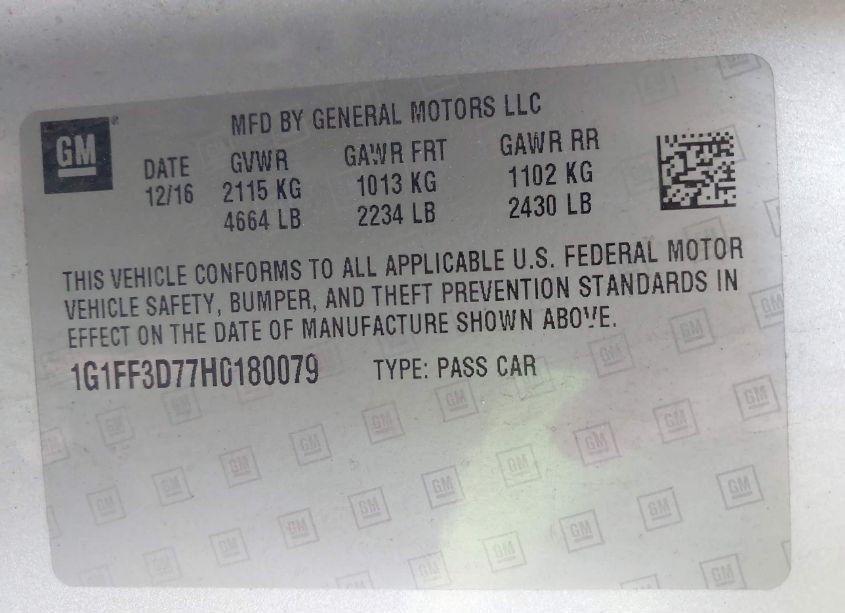 GM
MFD BY GENERAL MOTORS LLC
DATE GVWR GAWR FRT GAWR RR
12/16 2115 KG 1013 KG 1102 KG
4664 LB 2234 LB 2430 LB
THIS VEHICLE CONFORMS TO ALL APPLICABLE U.S. FEDERAL MOTOR
VEHICLE SAFETY, BUMPER, AND THEFT PREVENTION STANDARDS IN
EFFECT ON THE DATE OF MANUFACTURE SHOWN ABOVE.
1G1FF3D77H0180079 TYPE: PASS CAR